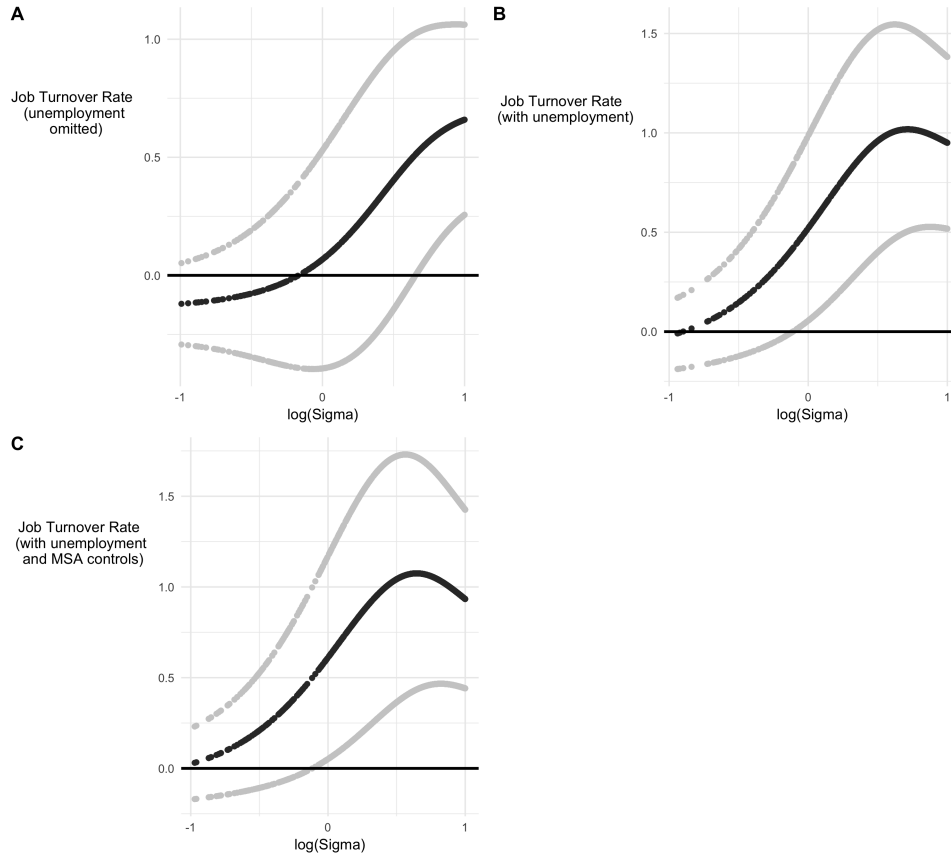 A
Job Turnover Rate
(unemployment
omitted)
1.0
0.5
0.0
-1
0
1
log(Sigma)
B
Job Turnover Rate
(with unemployment)
1.5
1.0
0.5
0.0
-1
0
1
log(Sigma)
C
Job Turnover Rate
(with unemployment
and MSA controls)
1.5
1.0
0.5
0.0
-1
0
1
log(Sigma)